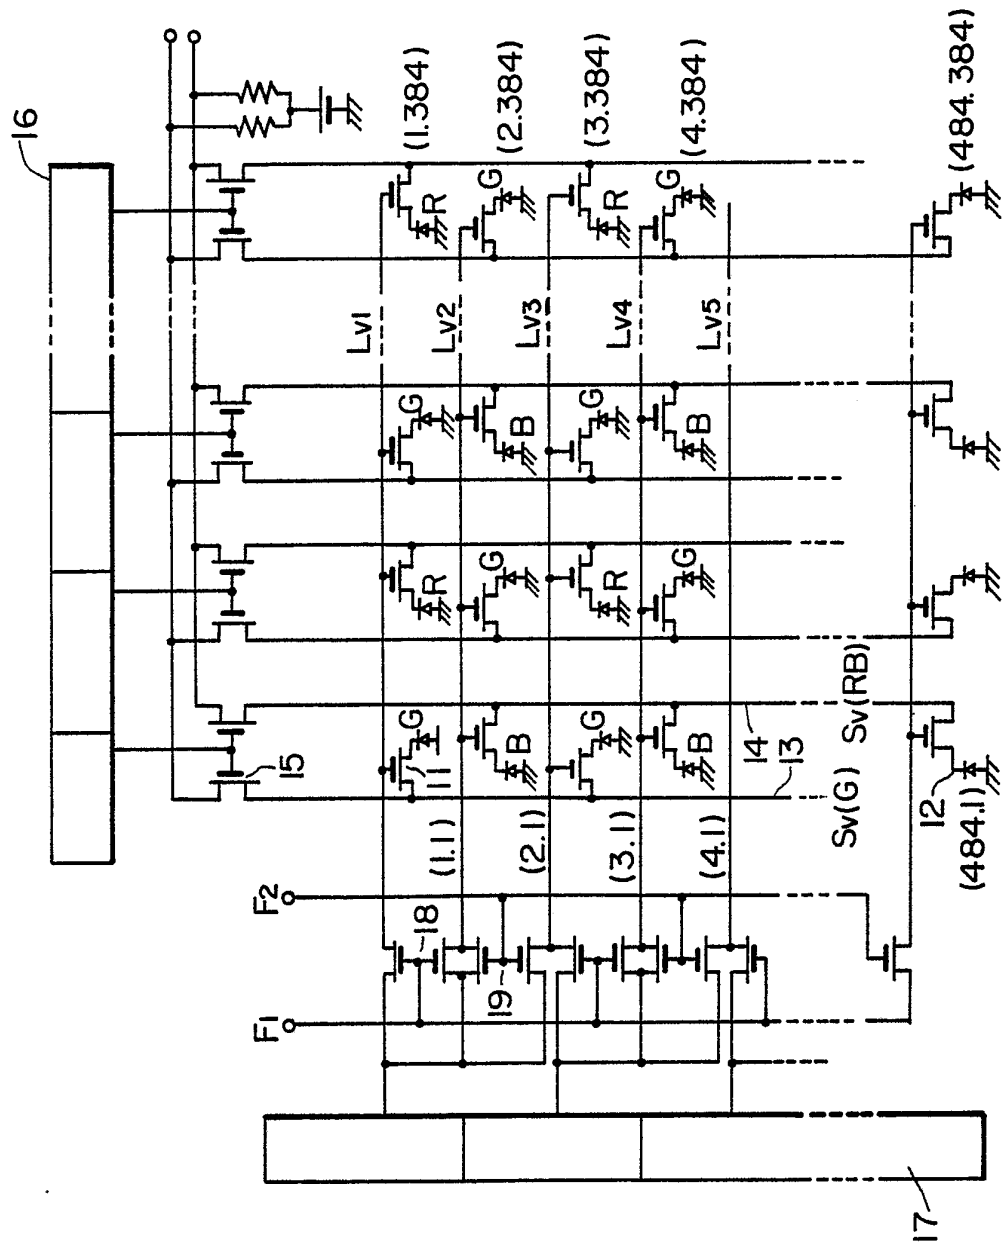 16
(1.384)
(2.384)
(3.384)
(4.384)
(484.384)
R
G
R
G
Lv1
Lv2
Lv3
Lv4
Lv5
G
B
G
B
R
G
R
G
15
G
11
B
G
B
14
13
Sv(RB)
Sv(G)
12
(1.1)
(2.1)
(3.1)
(4.1)
(484.1)
F2
18
19
F1
17